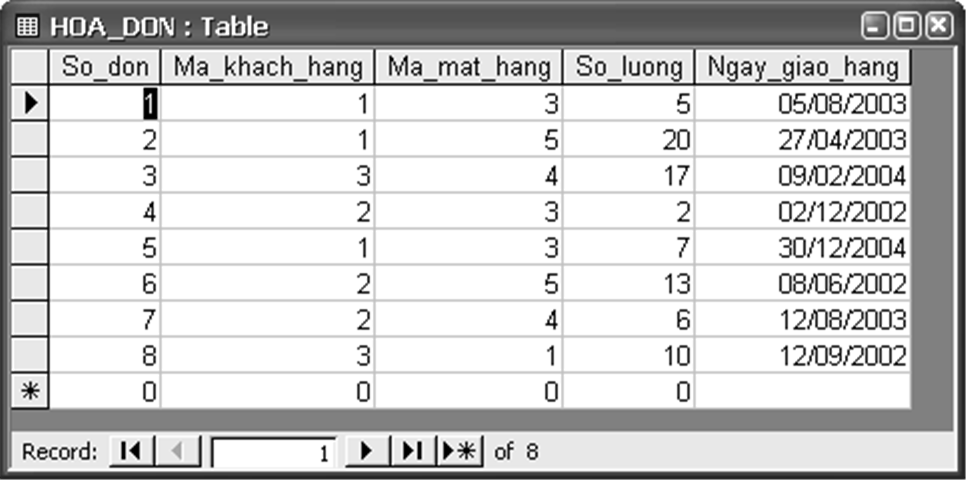 HOA_DON : Table
So_don Ma_khach_hang Ma_mat_hang So_luong Ngay_giao_hang
1 1 3 5 05/08/2003
2 1 5 20 27/04/2003
3 3 4 17 09/02/2004
4 2 3 2 02/12/2002
5 1 3 7 30/12/2004
6 2 5 13 08/06/2002
7 2 4 6 12/08/2003
8 3 1 10 12/09/2002
0 0 0 0
Record: 1 of 8